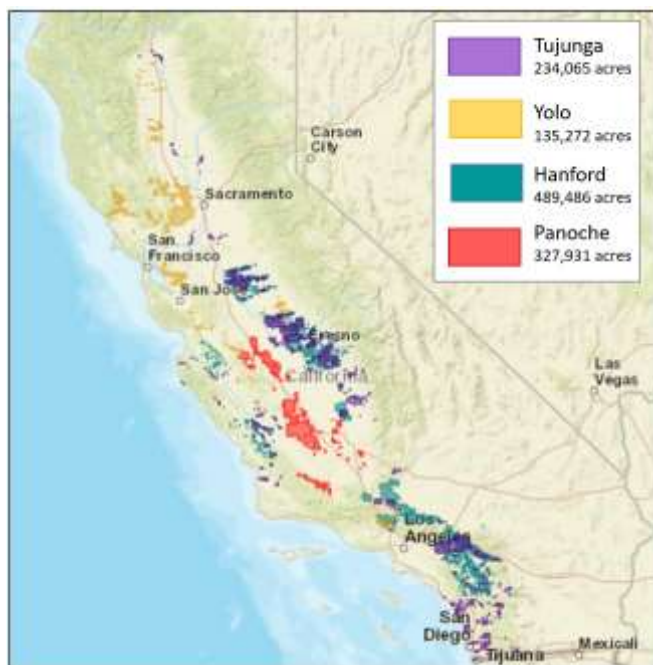 Tujunga
234,065 acres
Yolo
135,272 acres
Hanford
489,486 acres
Panoche
327,931 acres
Carson
City
Sacramento
San
Francisco
San Jose
Fresno
California
Las
Vegas
Los
Angeles
San
Diego
Tijuana
Mexicali